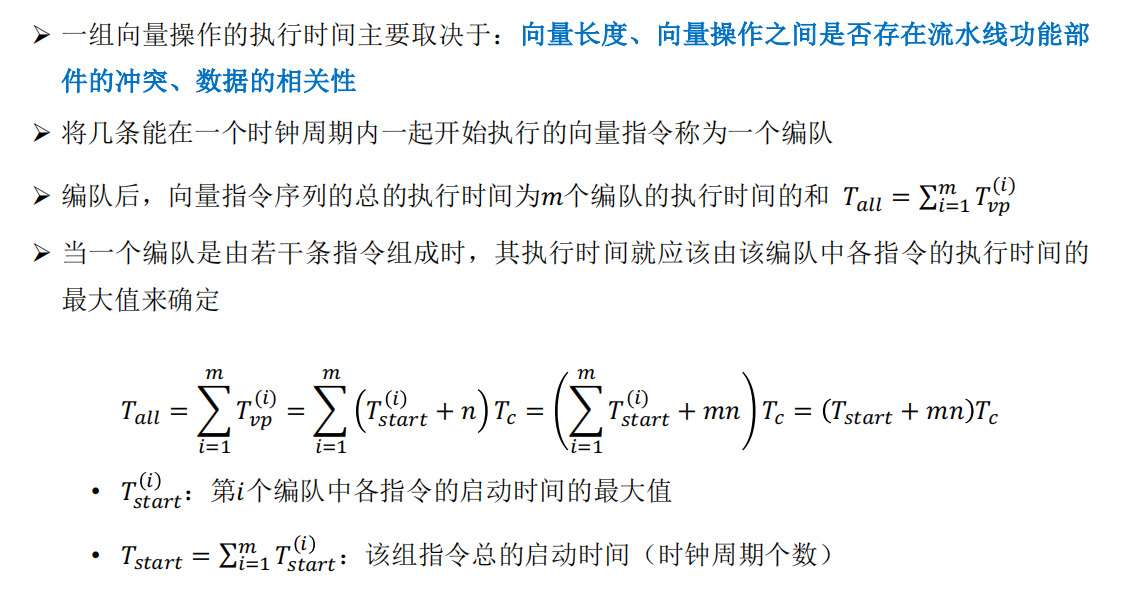 ➢ 一组向量操作的执行时间主要取决于：向量长度、向量操作之间是否存在流水线功能部
件的冲突、数据的相关性
➢ 将几条能在一个时钟周期内一起开始执行的向量指令称为一个编队
➢ 编队后，向量指令序列的总的执行时间为m个编队的执行时间的和 $T_{all} = \sum_{i=1}^{m} T_{vp}^{(i)}$
➢ 当一个编队是由若干条指令组成时，其执行时间就应该由该编队中各指令的执行时间的
最大值来确定
$T_{all} = \sum_{i=1}^{m} T_{vp}^{(i)} = \sum_{i=1}^{m} \left(T_{start}^{(i)} + n\right) T_c = \left(\sum_{i=1}^{m} T_{start}^{(i)} + mn\right) T_c = (T_{start} + mn)T_c$
• $T_{start}^{(i)}$：第i个编队中各指令的启动时间的最大值
• $T_{start} = \sum_{i=1}^{m} T_{start}^{(i)}$：该组指令总的启动时间（时钟周期个数）